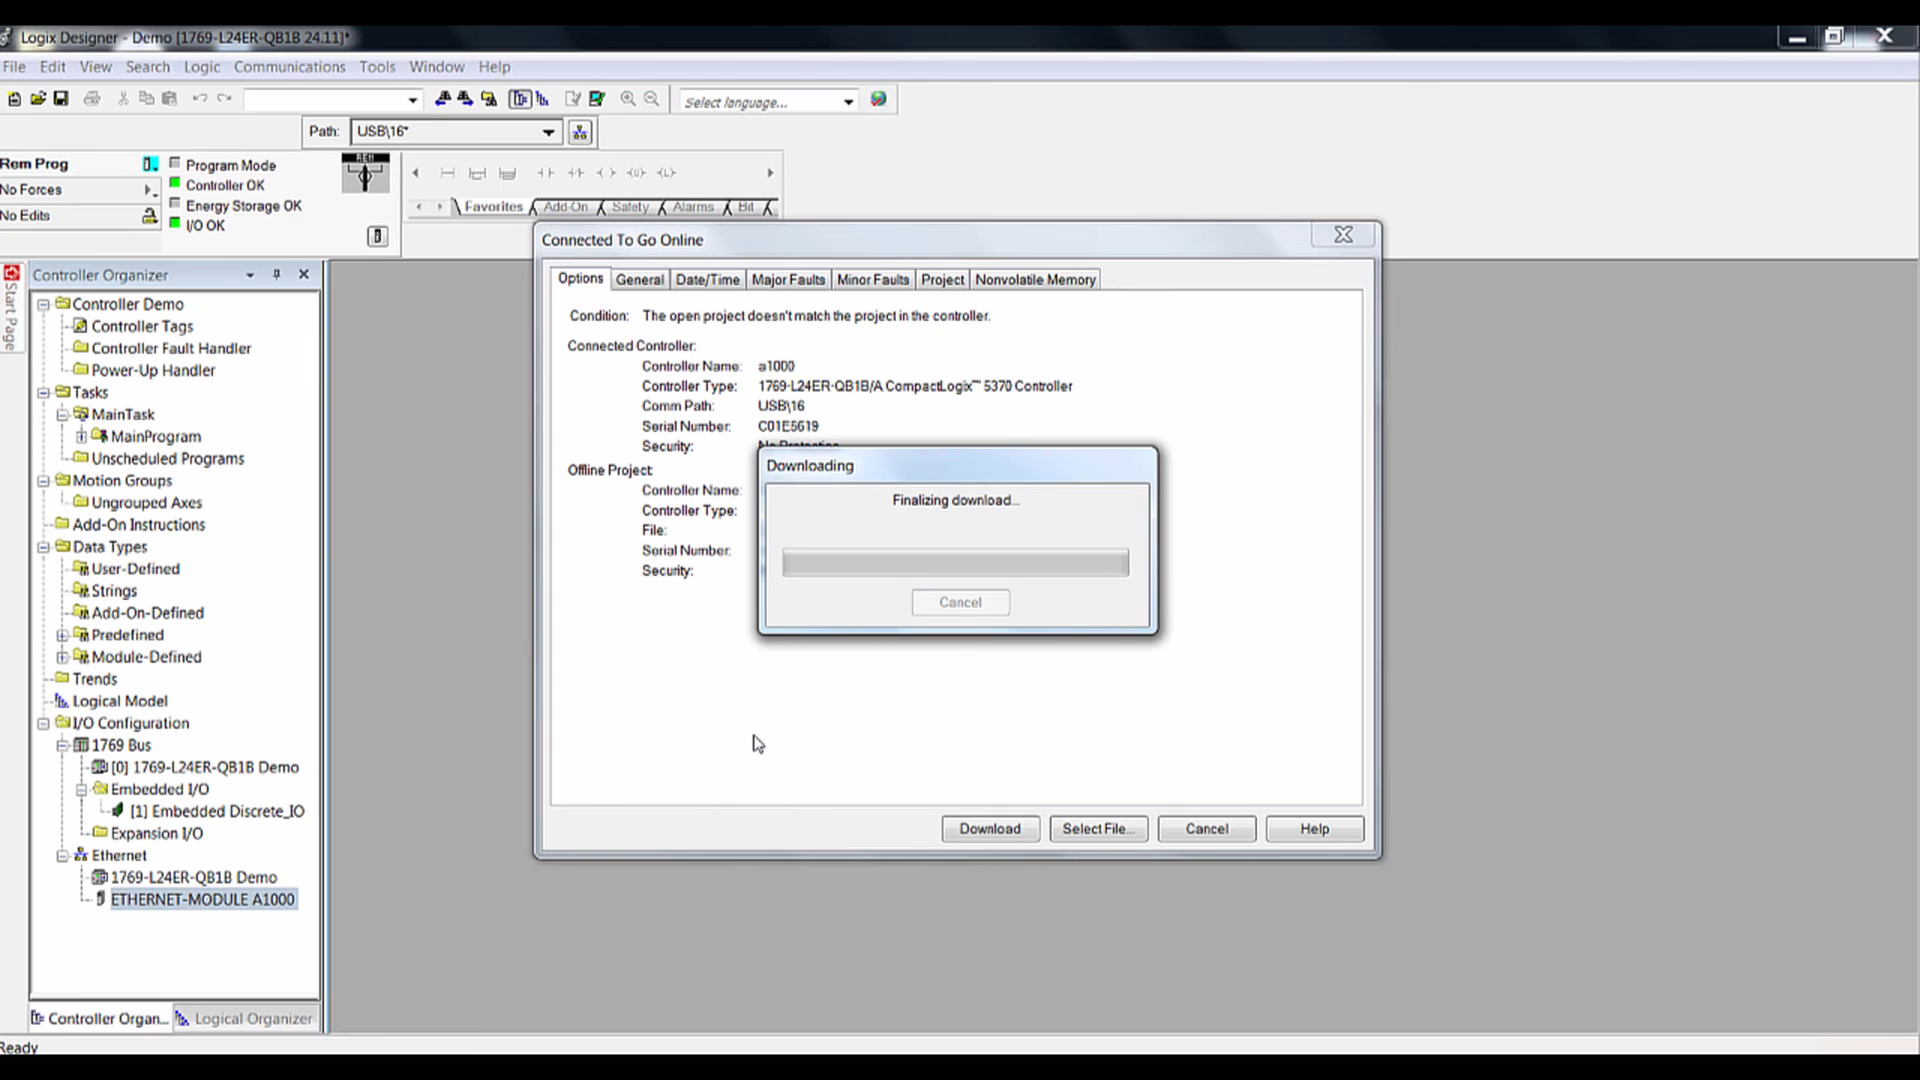 Logix Designer - Demo [1769-L24ER-QB1B 24.11]*
File Edit View Search Logic Communications Tools Window Help
Select language...
Path: USB\16*
Rem Prog
No Forces
No Edits
Program Mode
Controller OK
Energy Storage OK
I/O OK
REM
Favorites Add-On Safety Alarms Bit
Start Page
Controller Organizer
Controller Demo
Controller Tags
Controller Fault Handler
Power-Up Handler
Tasks
MainTask
MainProgram
Unscheduled Programs
Motion Groups
Ungrouped Axes
Add-On Instructions
Data Types
User-Defined
Strings
Add-On-Defined
Predefined
Module-Defined
Trends
Logical Model
I/O Configuration
1769 Bus
[0] 1769-L24ER-QB1B Demo
Embedded I/O
[1] Embedded Discrete_IO
Expansion I/O
Ethernet
1769-L24ER-QB1B Demo
ETHERNET-MODULE A1000
Controller Organ...
Logical Organizer
Connected To Go Online
Options General Date/Time Major Faults Minor Faults Project Nonvolatile Memory
Condition: The open project doesn't match the project in the controller.
Connected Controller:
Controller Name: a1000
Controller Type: 1769-L24ER-QB1B/A CompactLogix™ 5370 Controller
Comm Path: USB\16
Serial Number: C01E5619
Security: No Protection
Offline Project:
Controller Name:
Controller Type:
File:
Serial Number:
Security:
Downloading
Finalizing download...
Cancel
Download Select File... Cancel Help
Ready